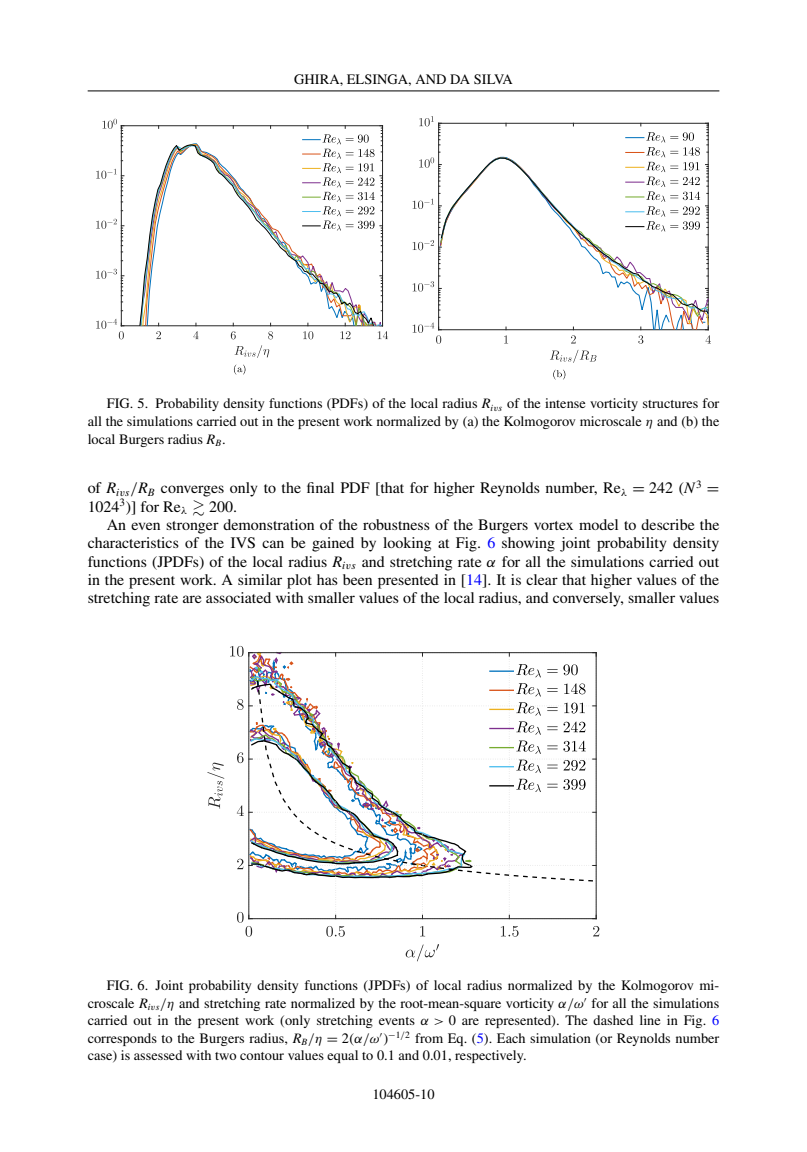 GHIRA, ELSINGA, AND DA SILVA
10⁰
10⁻¹
10⁻²
10⁻³
10⁻⁴
0 2 4 6 8 10 12 14
R_ivs/η
(a)
Re_λ = 90
Re_λ = 148
Re_λ = 191
Re_λ = 242
Re_λ = 314
Re_λ = 292
Re_λ = 399
10¹
10⁰
10⁻¹
10⁻²
10⁻³
10⁻⁴
0 1 2 3 4
R_ivs/R_B
(b)
Re_λ = 90
Re_λ = 148
Re_λ = 191
Re_λ = 242
Re_λ = 314
Re_λ = 292
Re_λ = 399
FIG. 5. Probability density functions (PDFs) of the local radius R_ivs of the intense vorticity structures for
all the simulations carried out in the present work normalized by (a) the Kolmogorov microscale η and (b) the
local Burgers radius R_B.
of R_ivs/R_B converges only to the final PDF [that for higher Reynolds number, Re_λ = 242 (N³ =
1024³)] for Re_λ ≳ 200.
An even stronger demonstration of the robustness of the Burgers vortex model to describe the
characteristics of the IVS can be gained by looking at Fig. 6 showing joint probability density
functions (JPDFs) of the local radius R_ivs and stretching rate α for all the simulations carried out
in the present work. A similar plot has been presented in [14]. It is clear that higher values of the
stretching rate are associated with smaller values of the local radius, and conversely, smaller values
10
8
6
4
2
0
R_ivs/η
0 0.5 1 1.5 2
α/ω′
Re_λ = 90
Re_λ = 148
Re_λ = 191
Re_λ = 242
Re_λ = 314
Re_λ = 292
Re_λ = 399
FIG. 6. Joint probability density functions (JPDFs) of local radius normalized by the Kolmogorov mi-
croscale R_ivs/η and stretching rate normalized by the root-mean-square vorticity α/ω′ for all the simulations
carried out in the present work (only stretching events α > 0 are represented). The dashed line in Fig. 6
corresponds to the Burgers radius, R_B/η = 2(α/ω′)⁻¹/² from Eq. (5). Each simulation (or Reynolds number
case) is assessed with two contour values equal to 0.1 and 0.01, respectively.
104605-10